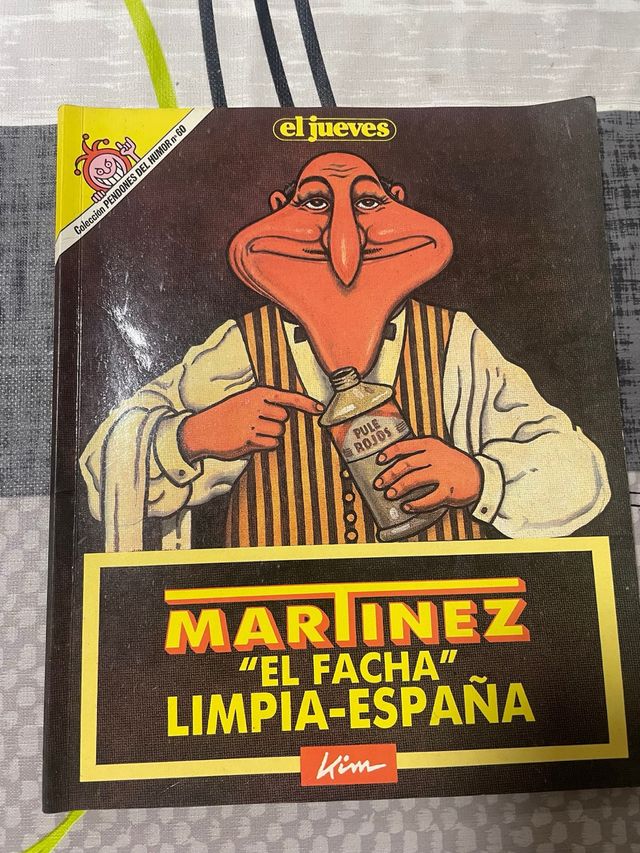 el jueves
Colección PENDONES DEL HUMOR nº 60
PULE
ROJOS
MARTINEZ
"EL FACHA"
LIMPIA-ESPAÑA
Kim